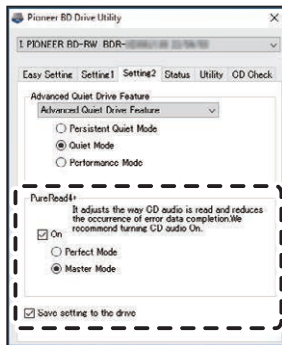 Pioneer BD Drive Utility
1 PIONEER BD-RW BDR-
Easy Setting Setting1 Setting2 Status Utility CD Check
Advanced Quiet Drive Feature
Advanced Quiet Drive Feature
Persistent Quiet Mode
Quiet Mode
Performance Mode
PureRead4+
It adjusts the way CD audio is read and reduces
the occurrence of error data completion.We
recommond turning CD audio On.
On
Perfect Mode
Master Mode
Save setting to the drive